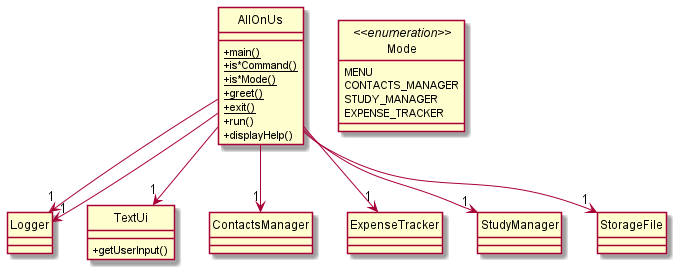 AllOnUs
+main()
+is*Command()
+is*Mode()
+greet()
+exit()
+run()
+displayHelp()
<<enumeration>>
Mode
MENU
CONTACTS_MANAGER
STUDY_MANAGER
EXPENSE_TRACKER
1
1
1
1
1
1
1
Logger
TextUi
+getUserInput()
ContactsManager
ExpenseTracker
StudyManager
StorageFile